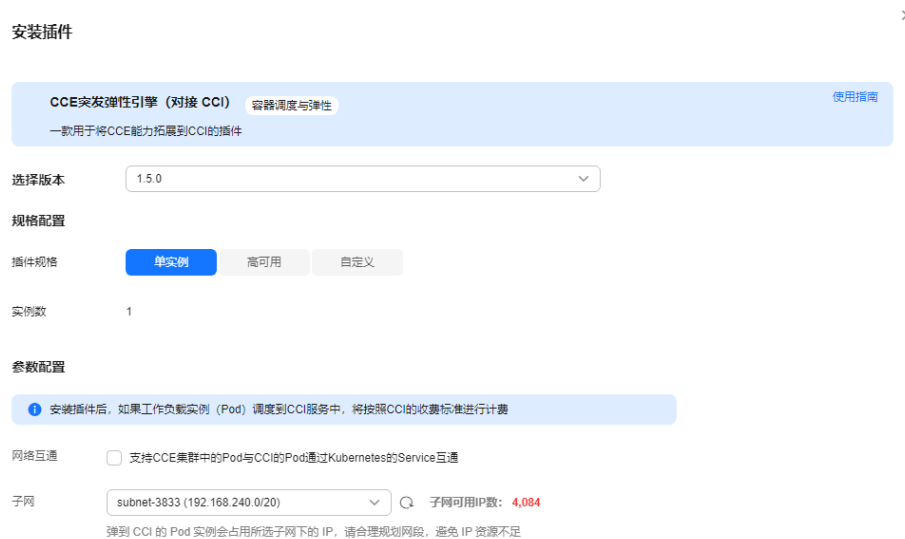 安装插件
CCE突发弹性引擎（对接 CCI） 容器调度与弹性 使用指南
一款用于将CCE能力拓展到CCI的插件
选择版本 1.5.0
规格配置
插件规格 单实例 高可用 自定义
实例数 1
参数配置
安装插件后，如果工作负载实例（Pod）调度到CCI服务中，将按照CCI的收费标准进行计费
网络互通 支持CCE集群中的Pod与CCI的Pod通过Kubernetes的Service互通
子网 subnet-3833 (192.168.240.0/20) 子网可用IP数： 4,084
弹到 CCI 的 Pod 实例会占用所选子网下的 IP，请合理规划网段，避免 IP 资源不足